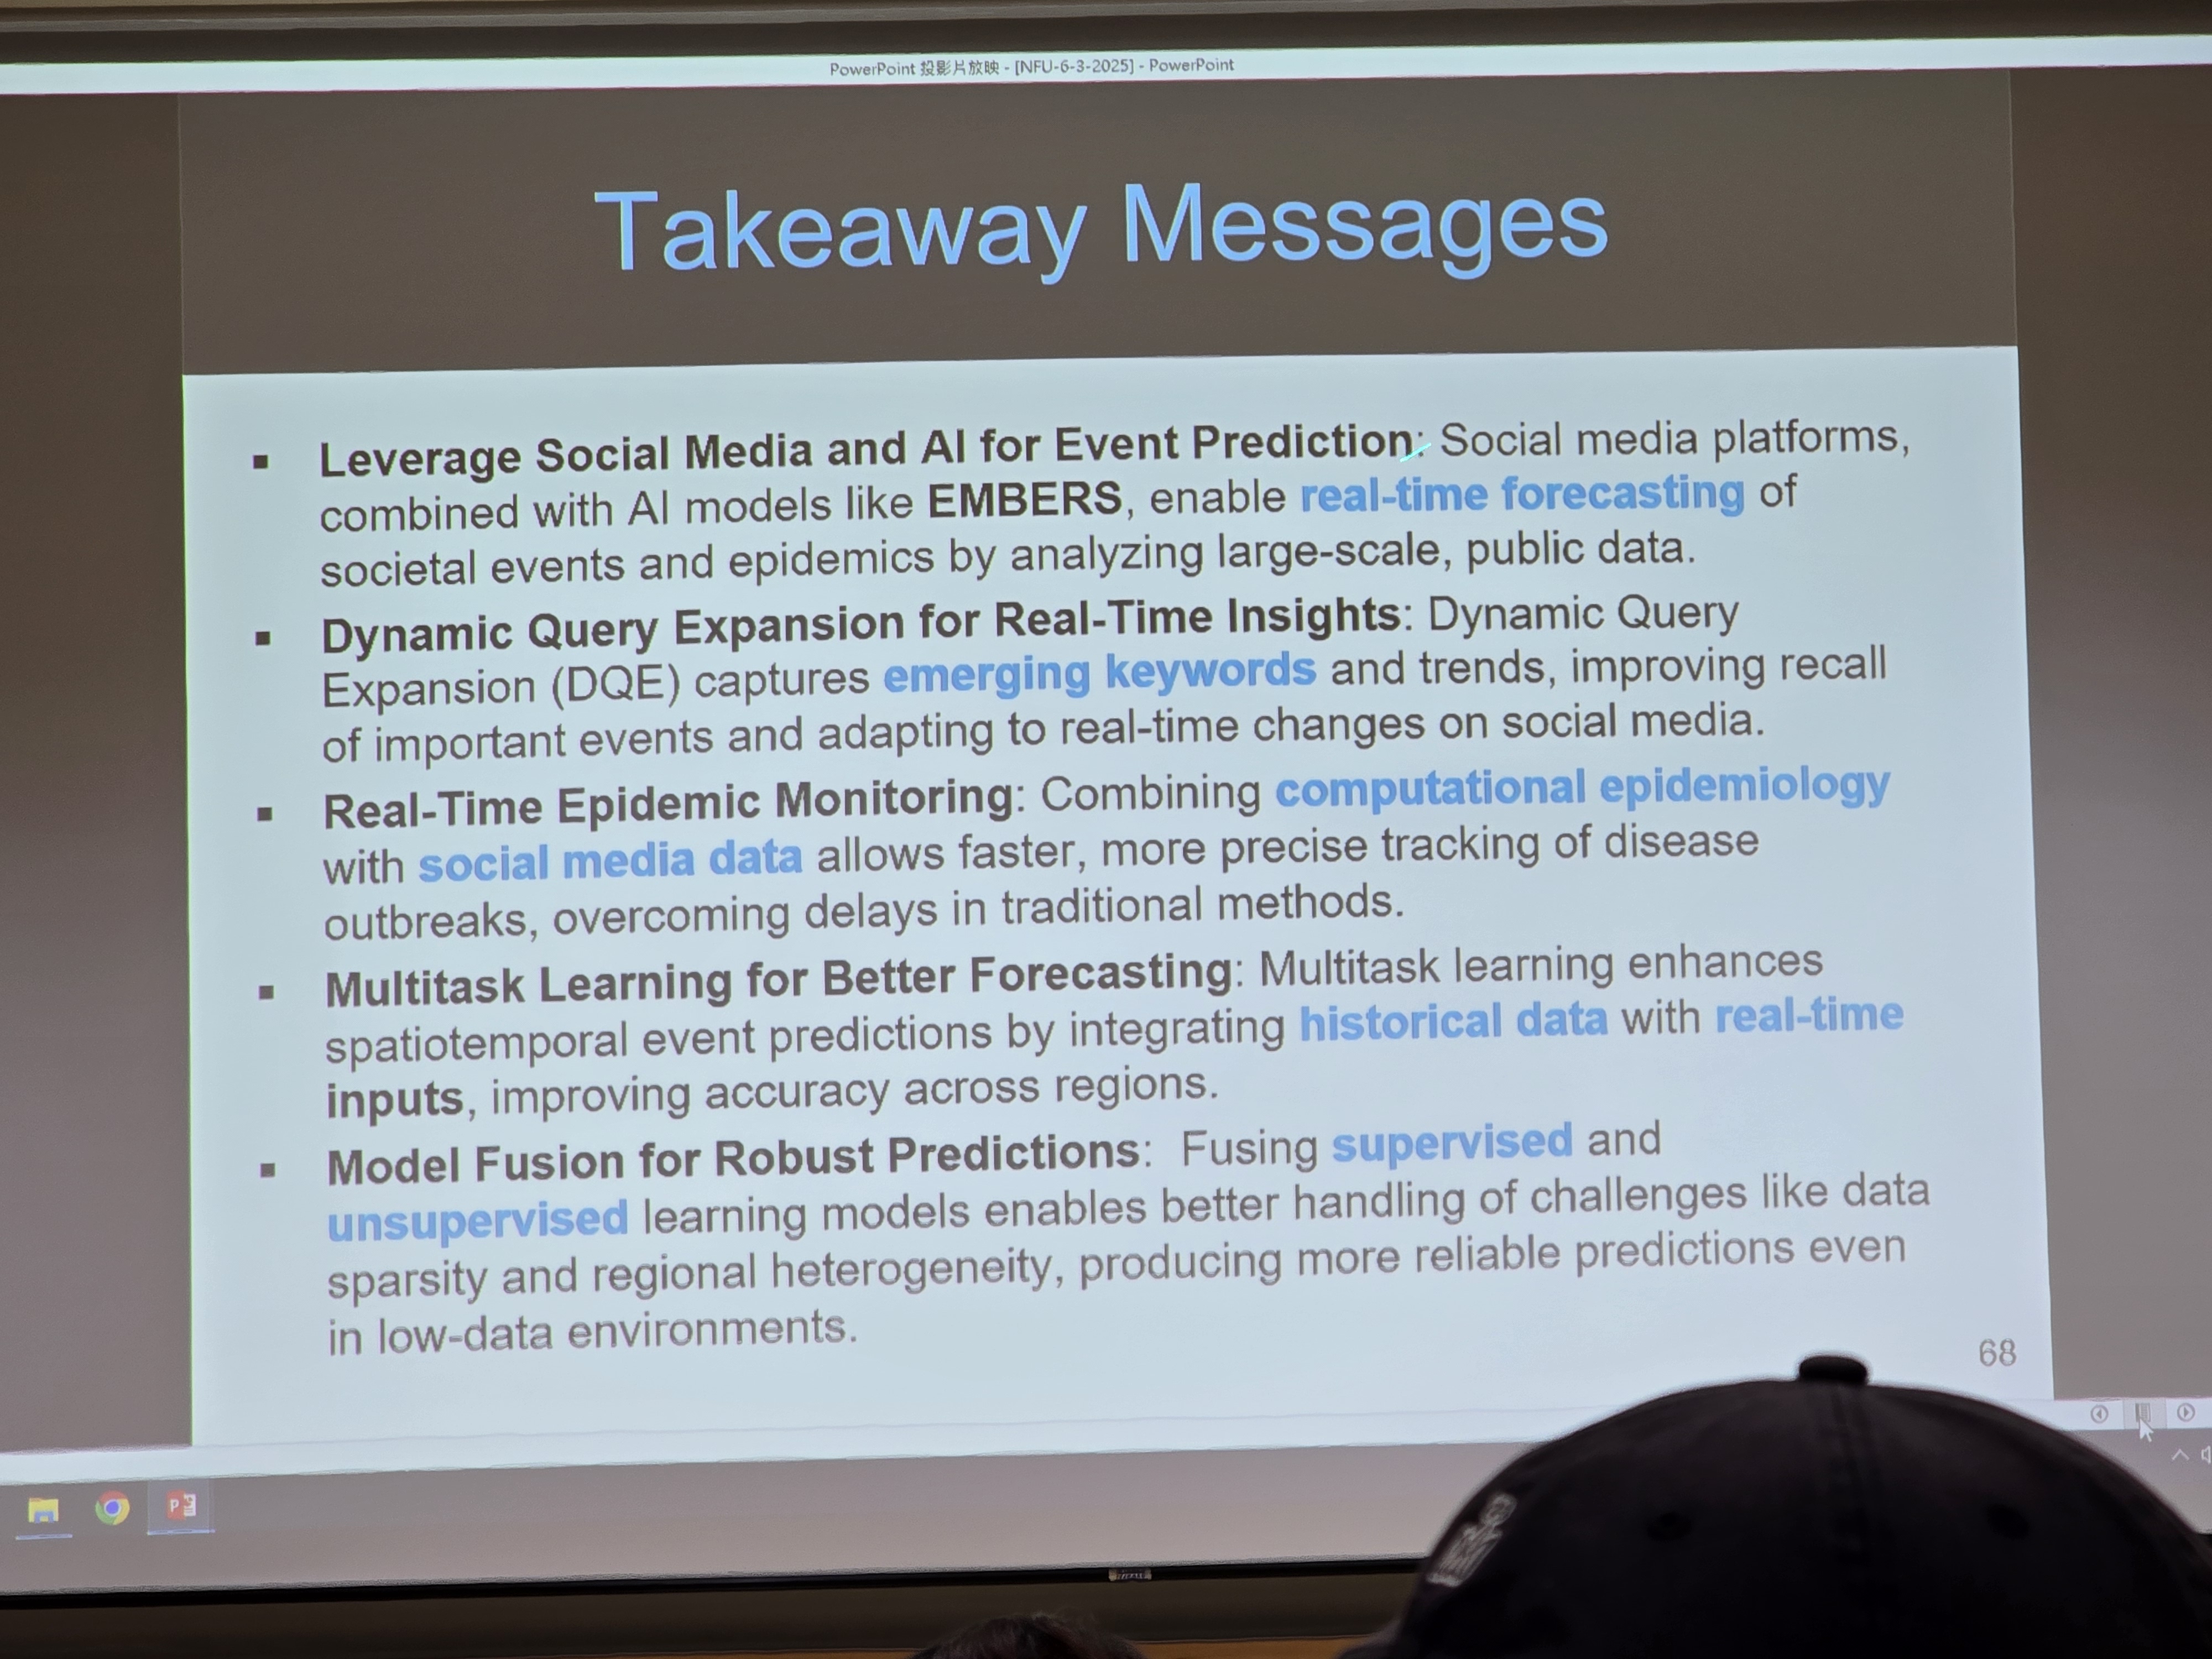 PowerPoint 投影片放映 - [NFU-6-3-2025] - PowerPoint
Takeaway Messages
▪ Leverage Social Media and AI for Event Prediction: Social media platforms,
combined with AI models like EMBERS, enable real-time forecasting of
societal events and epidemics by analyzing large-scale, public data.
▪ Dynamic Query Expansion for Real-Time Insights: Dynamic Query
Expansion (DQE) captures emerging keywords and trends, improving recall
of important events and adapting to real-time changes on social media.
▪ Real-Time Epidemic Monitoring: Combining computational epidemiology
with social media data allows faster, more precise tracking of disease
outbreaks, overcoming delays in traditional methods.
▪ Multitask Learning for Better Forecasting: Multitask learning enhances
spatiotemporal event predictions by integrating historical data with real-time
inputs, improving accuracy across regions.
▪ Model Fusion for Robust Predictions: Fusing supervised and
unsupervised learning models enables better handling of challenges like data
sparsity and regional heterogeneity, producing more reliable predictions even
in low-data environments.
68